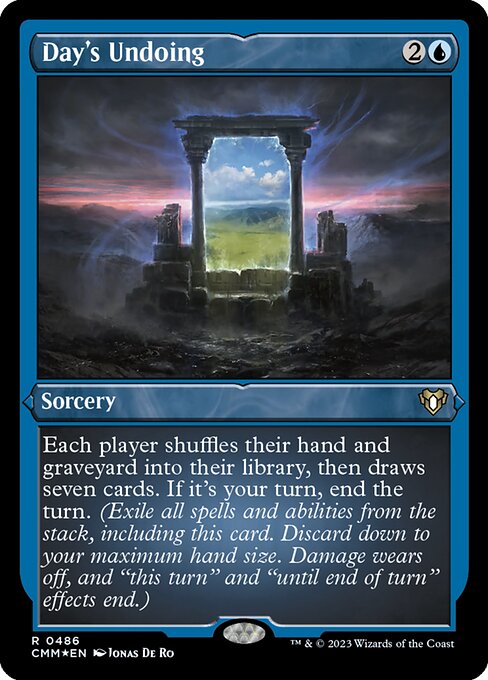 Day's Undoing 2
Sorcery
Each player shuffles their hand and
graveyard into their library, then draws
seven cards. If it's your turn, end the
turn. (Exile all spells and abilities from the
stack, including this card. Discard down to
your maximum hand size. Damage wears
off, and “this turn” and “until end of turn”
effects end.)
R 0486
™ & © 2023 Wizards of the Coast
CMM★EN Jonas De Ro